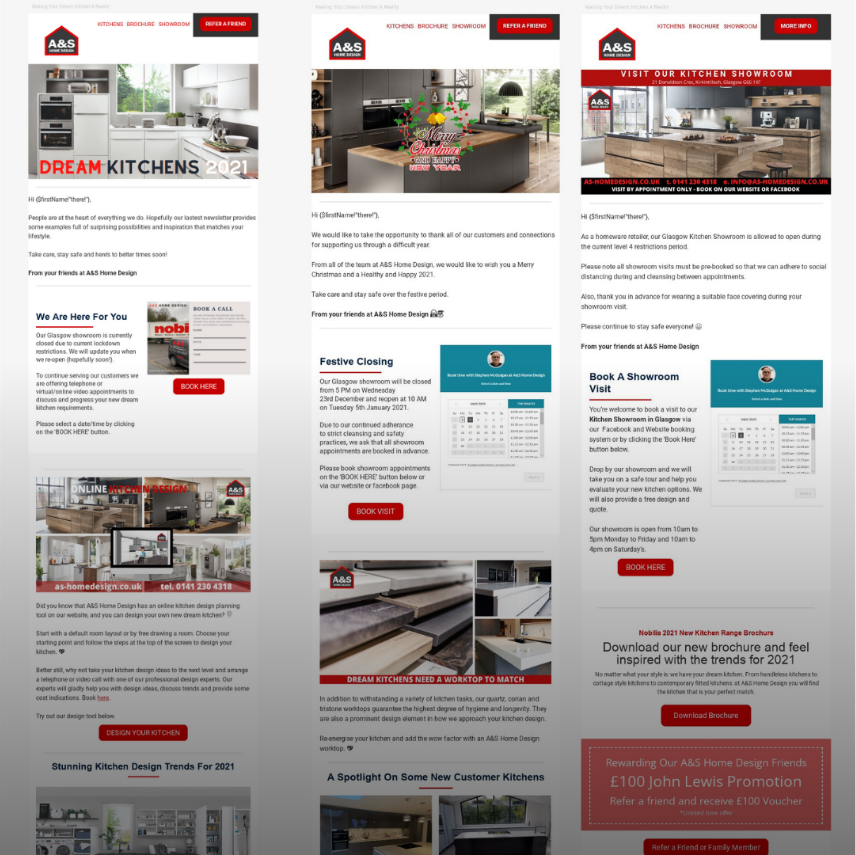 Making Your Dream Kitchen A Reality
KITCHENS BROCHURE SHOWROOM
REFER A FRIEND
A&S
HOME DESIGN
DREAM KITCHENS 2021
Hi {$firstName|"there!"},
People are at the heart of everything we do. Hopefully our lastest newsletter provides
some examples full of surprising possibilities and inspiration that matches your
lifestyle.
Take care, stay safe and here's to better times soon!
From your friends at A&S Home Design
We Are Here For You
Our Glasgow showroom is currently
closed due to current lockdown
restrictions. We will update you when
we re-open (hopefully soon!).
To continue serving our customers we
are offering telephone or
virtual/online video appointments to
discuss and progress your new dream
kitchen requirements.
Please select a date/time by clicking
on the 'BOOK HERE' button.
A&S HOME DESIGN
nobi
BOOK A CALL
BOOK HERE
ONLINE KITCHEN DESIGN
A&S
as-homedesign.co.uk tel. 0141 230 4318
Did you know that A&S Home Design has an online kitchen design planning
tool on our website, and you can design your own new dream kitchen?
Start with a default room layout or by free drawing a room. Choose your
starting point and follow the steps at the top of the screen to design your
kitchen.
Better still, why not take your kitchen design ideas to the next level and arrange
a telephone or video call with one of our professional design experts. Our
experts will gladly help you with design ideas, discuss trends and provide some
cost indications. Book here.
Try out our design tool below.
DESIGN YOUR KITCHEN
Stunning Kitchen Design Trends For 2021
Making Your Dream Kitchen A Reality
KITCHENS BROCHURE SHOWROOM
REFER A FRIEND
A&S
HOME DESIGN
Merry
Christmas
AND HAPPY
NEW YEAR
Hi {$firstName|"there!"},
We would like to take the opportunity to thank all of our customers and connections
for supporting us through a difficult year.
From all of the team at A&S Home Design, we would like to wish you a Merry
Christmas and a Healthy and Happy 2021.
Take care and stay safe over the festive period.
From your friends at A&S Home Design
Festive Closing
Our Glasgow showroom will be closed
from 5 PM on Wednesday
23rd December and reopen at 10 AM
on Tuesday 5th January 2021.
Due to our continued adherance
to strict cleansing and safety
practices, we ask that all showroom
appointments are booked in advance.
Please book showroom appointments
on the 'BOOK HERE' button below or
via our website or facebook page.
Book time with Stephen McGuigan at A&S Home Design
Select a date and time
BOOK VISIT
A&S
DREAM KITCHENS NEED A WORKTOP TO MATCH
In addition to withstanding a variety of kitchen tasks, our quartz, corian and
tristone worktops guarantee the highest degree of hygiene and longevity. They
are also a prominent design element in how we approach your kitchen design.
Re-energise your kitchen and add the wow factor with an A&S Home Design
worktop.
A Spotlight On Some New Customer Kitchens
Making Your Dream Kitchen A Reality
KITCHENS BROCHURE SHOWROOM
MORE INFO
A&S
HOME DESIGN
VISIT OUR KITCHEN SHOWROOM
A&S
AS-HOMEDESIGN.CO.UK t. 0141 230 4318 e. INFO@AS-HOMEDESIGN.CO.UK
VISIT BY APPOINTMENT ONLY - BOOK ON OUR WEBSITE OR FACEBOOK
Hi {$firstName|"there!"},
As a homeware retailer, our Glasgow Kitchen Showroom is allowed to open during
the current level 4 restrictions period.
Please note all showroom visits must be pre-booked so that we can adhere to social
distancing during and cleansing between appointments.
Also, thank you in advance for wearing a suitable face covering during your
showroom visit.
Please continue to stay safe everyone! 😀
From your friends at A&S Home Design
Book A Showroom
Visit
You're welcome to book a visit to our
Kitchen Showroom in Glasgow via
our Facebook and Website booking
system or by clicking the 'Book Here'
button below.
Drop by our showroom and we will
take you on a safe tour and help you
evaluate your new kitchen options. We
will also provide a free design and
quote.
Our showroom is open from 10am to
5pm Monday to Friday and 10am to
4pm on Saturday's.
Book time with Stephen McGuigan at A&S Home Design
Select a date and time
BOOK HERE
Nobilia 2021 New Kitchen Range Brochure
Download our new brochure and feel
inspired with the trends for 2021
No matter what your style is; we have your dream kitchen. From handleless kitchens to
cottage style kitchens to contemporary fitted kitchens, at A&S Home Design you will find
the kitchen that is your perfect match.
Download Brochure
Rewarding Our A&S Home Design Friends
£100 John Lewis Promotion
Refer a friend and receive £100 Voucher
*Limited time offer
Refer a Friend or Family Member